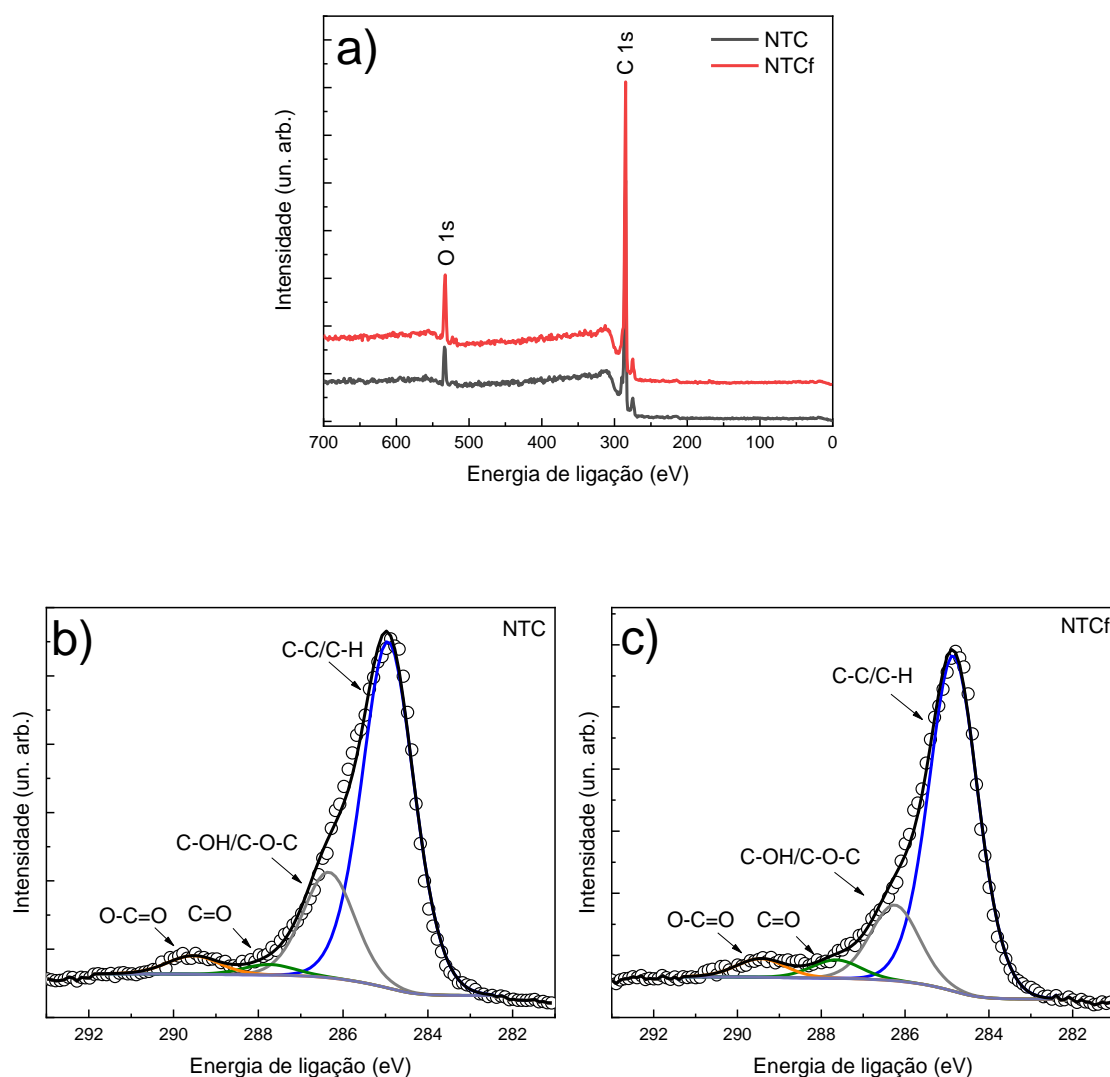 a)
NTC
NTCf
C 1s
O 1s
Intensidade (un. arb.)
700
600
500
400
300
200
100
0
Energia de ligação (eV)
b)
NTC
C-C/C-H
C-OH/C-O-C
O-C=O
C=O
Intensidade (un. arb.)
292
290
288
286
284
282
Energia de ligação (eV)
c)
NTCf
C-C/C-H
C-OH/C-O-C
O-C=O
C=O
Intensidade (un. arb.)
292
290
288
286
284
282
Energia de ligação (eV)